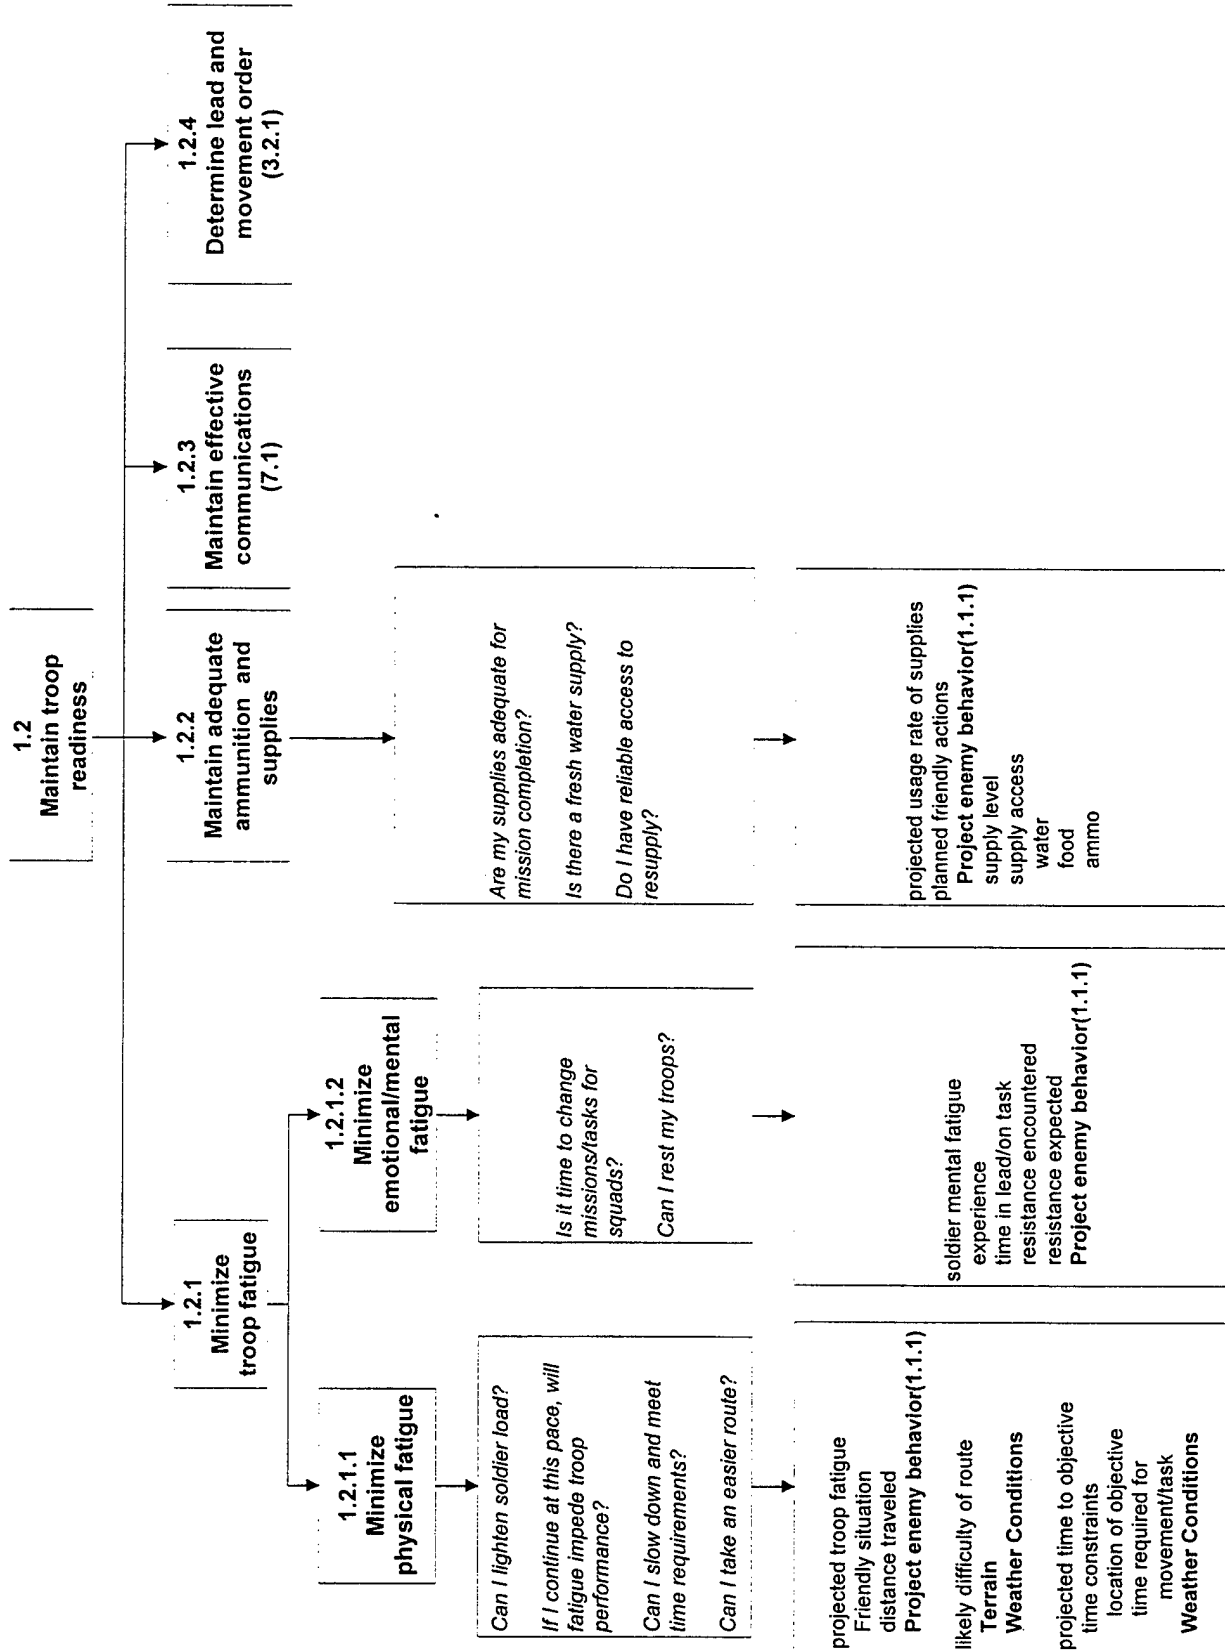 1.2
Maintain troop
readiness
1.2.1
Minimize
troop fatigue
1.2.2
Maintain adequate
ammunition and
supplies
1.2.3
Maintain effective
communications
(7.1)
1.2.4
Determine lead and
movement order
(3.2.1)
1.2.1.1
Minimize
physical fatigue
1.2.1.2
Minimize
emotional/mental
fatigue
Can I lighten soldier load?
If I continue at this pace, will
fatigue impede troop
performance?
Can I slow down and meet
time requirements?
Can I take an easier route?
Is it time to change
missions/tasks for
squads?
Can I rest my troops?
Are my supplies adequate for
mission completion?
Is there a fresh water supply?
Do I have reliable access to
resupply?
projected troop fatigue
Friendly situation
distance traveled
Project enemy behavior(1.1.1)
likely difficulty of route
Terrain
Weather Conditions
projected time to objective
time constraints
location of objective
time required for
movement/task
Weather Conditions
soldier mental fatigue
experience
time in lead/on task
resistance encountered
resistance expected
Project enemy behavior(1.1.1)
projected usage rate of supplies
planned friendly actions
Project enemy behavior(1.1.1)
supply level
supply access
water
food
ammo